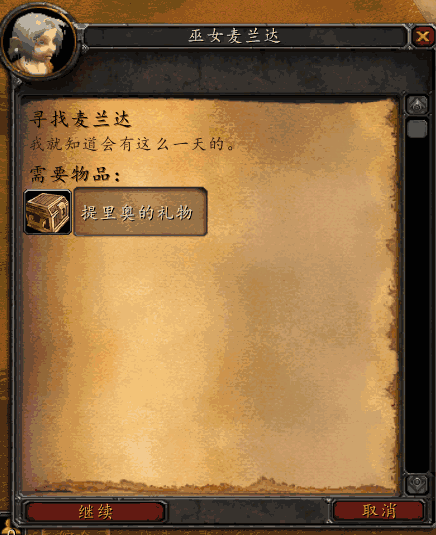 巫女麦兰达
寻找麦兰达
我就知道会有这么一天的。
需要物品：
提里奥的礼物
继续
取消